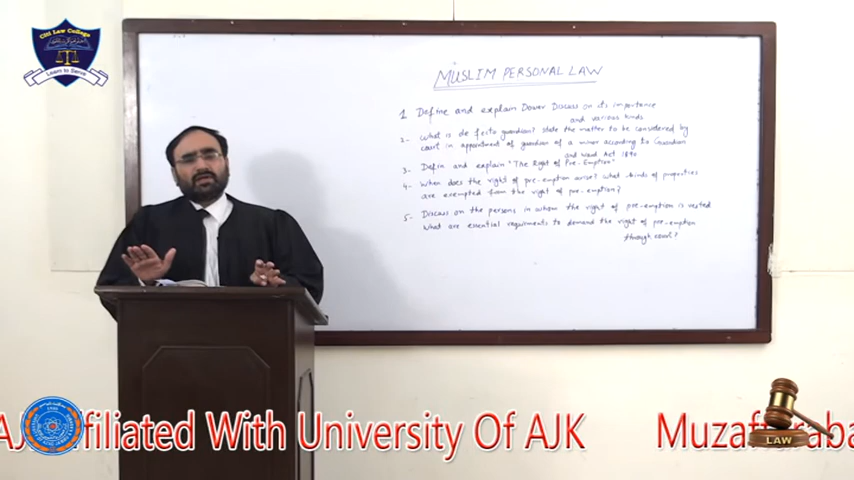 Citi Law College
Learn to Serve
MUSLIM PERSONAL LAW
1 Define and explain Dower Discuss on its importance
and various kinds
2- What is de facto guardian? State the matter to be considered by
court in appointment of guardian of a minor according to Guardian
and Ward Act 1890
3- Defin and explain "The Right of Pre-Emption"
4- When does the right of pre-emption arise? What kinds of properties
are exempted from the right of pre-emption?
5- Discuss on the persons in whom the right of pre-emption is vested
What are essential requirments to demand the right of pre-emption
through court?
AJK Affiliated With University Of AJK Muzaffaraba
LAW